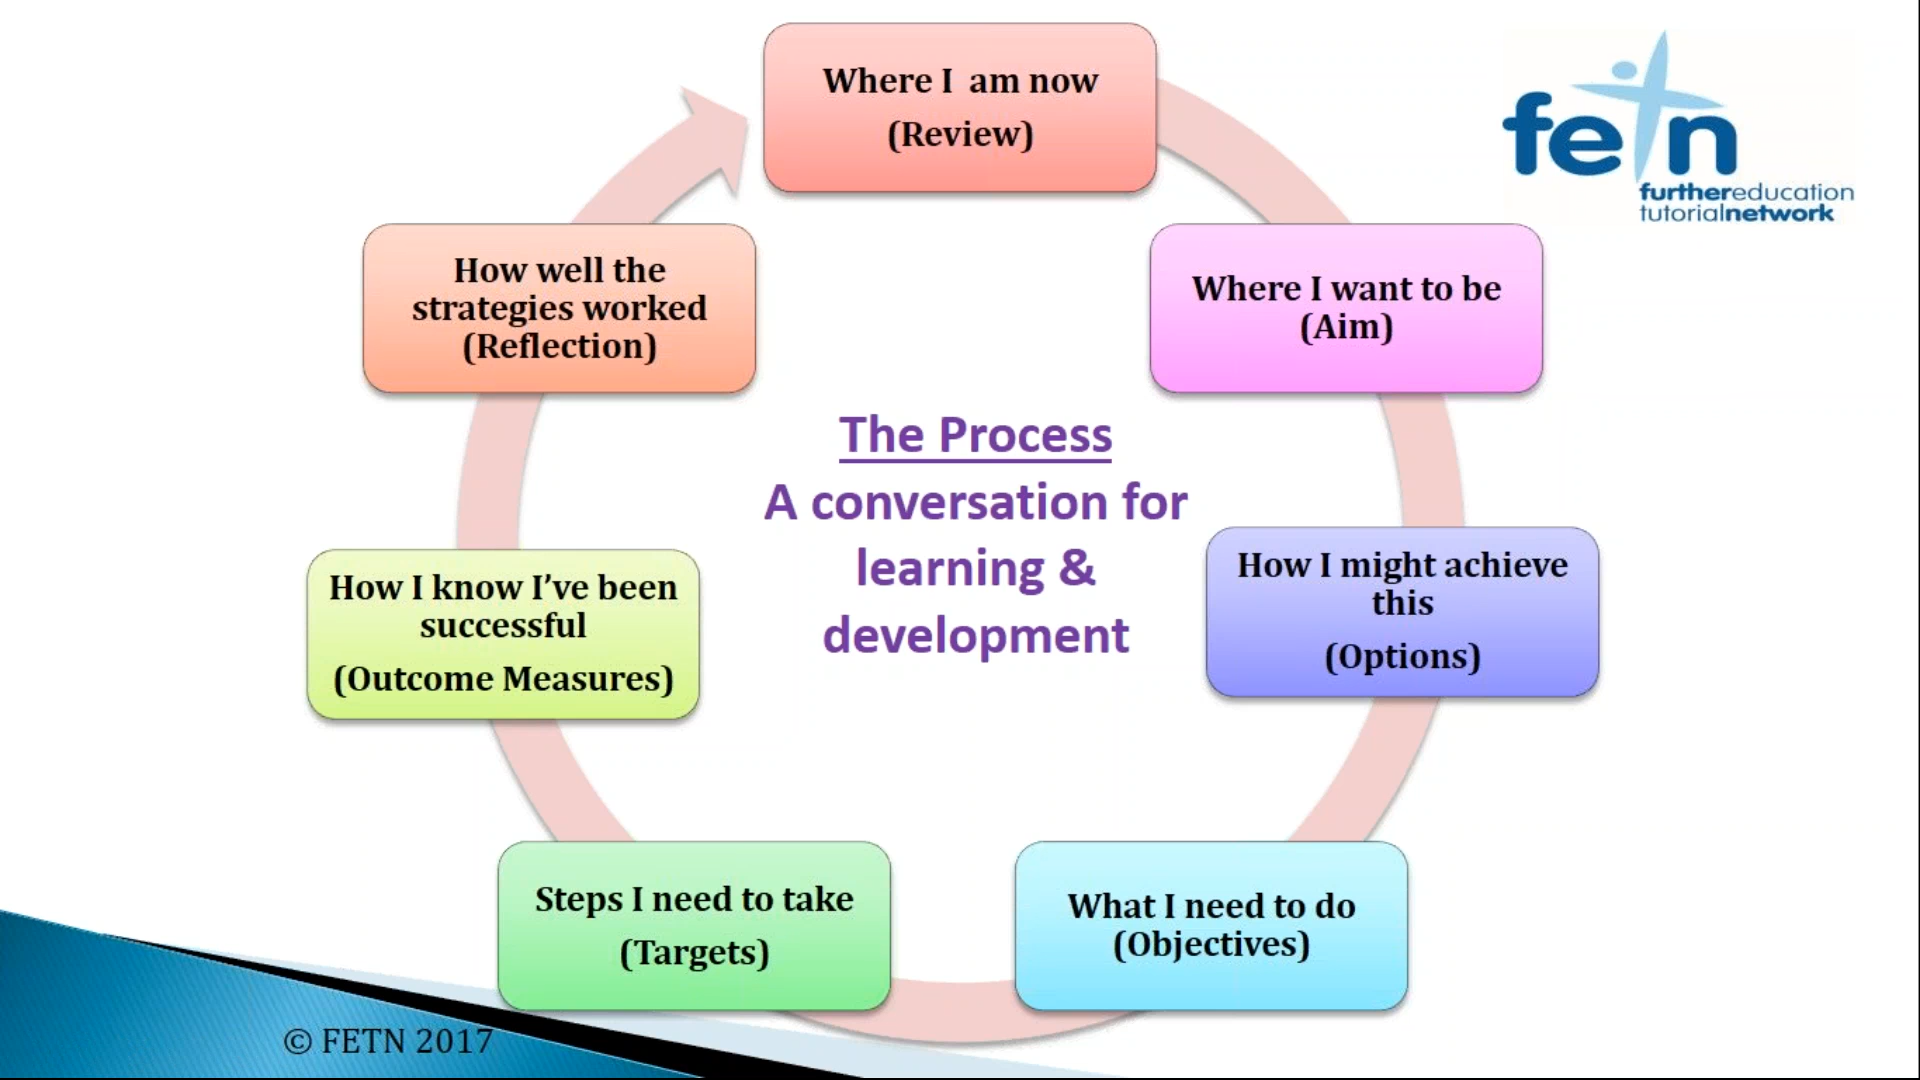 Where I am now
(Review)
fetn
furthereducation
tutorialnetwork
Where I want to be
(Aim)
How I might achieve
this
(Options)
What I need to do
(Objectives)
Steps I need to take
(Targets)
How I know I’ve been
successful
(Outcome Measures)
How well the
strategies worked
(Reflection)
The Process
A conversation for
learning &
development
© FETN 2017